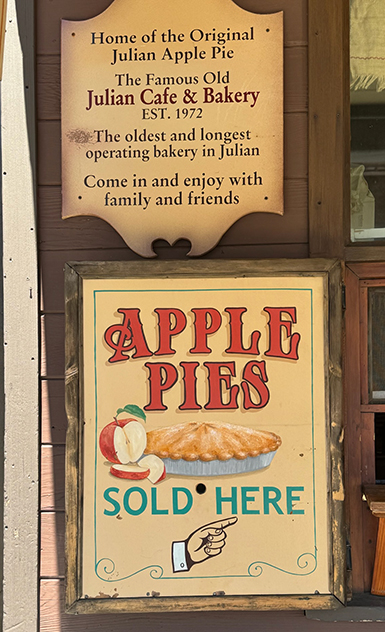 Home of the Original
Julian Apple Pie
The Famous Old
Julian Cafe & Bakery
EST. 1972
The oldest and longest
operating bakery in Julian
Come in and enjoy with
family and friends
APPLE
PIES
SOLD HERE